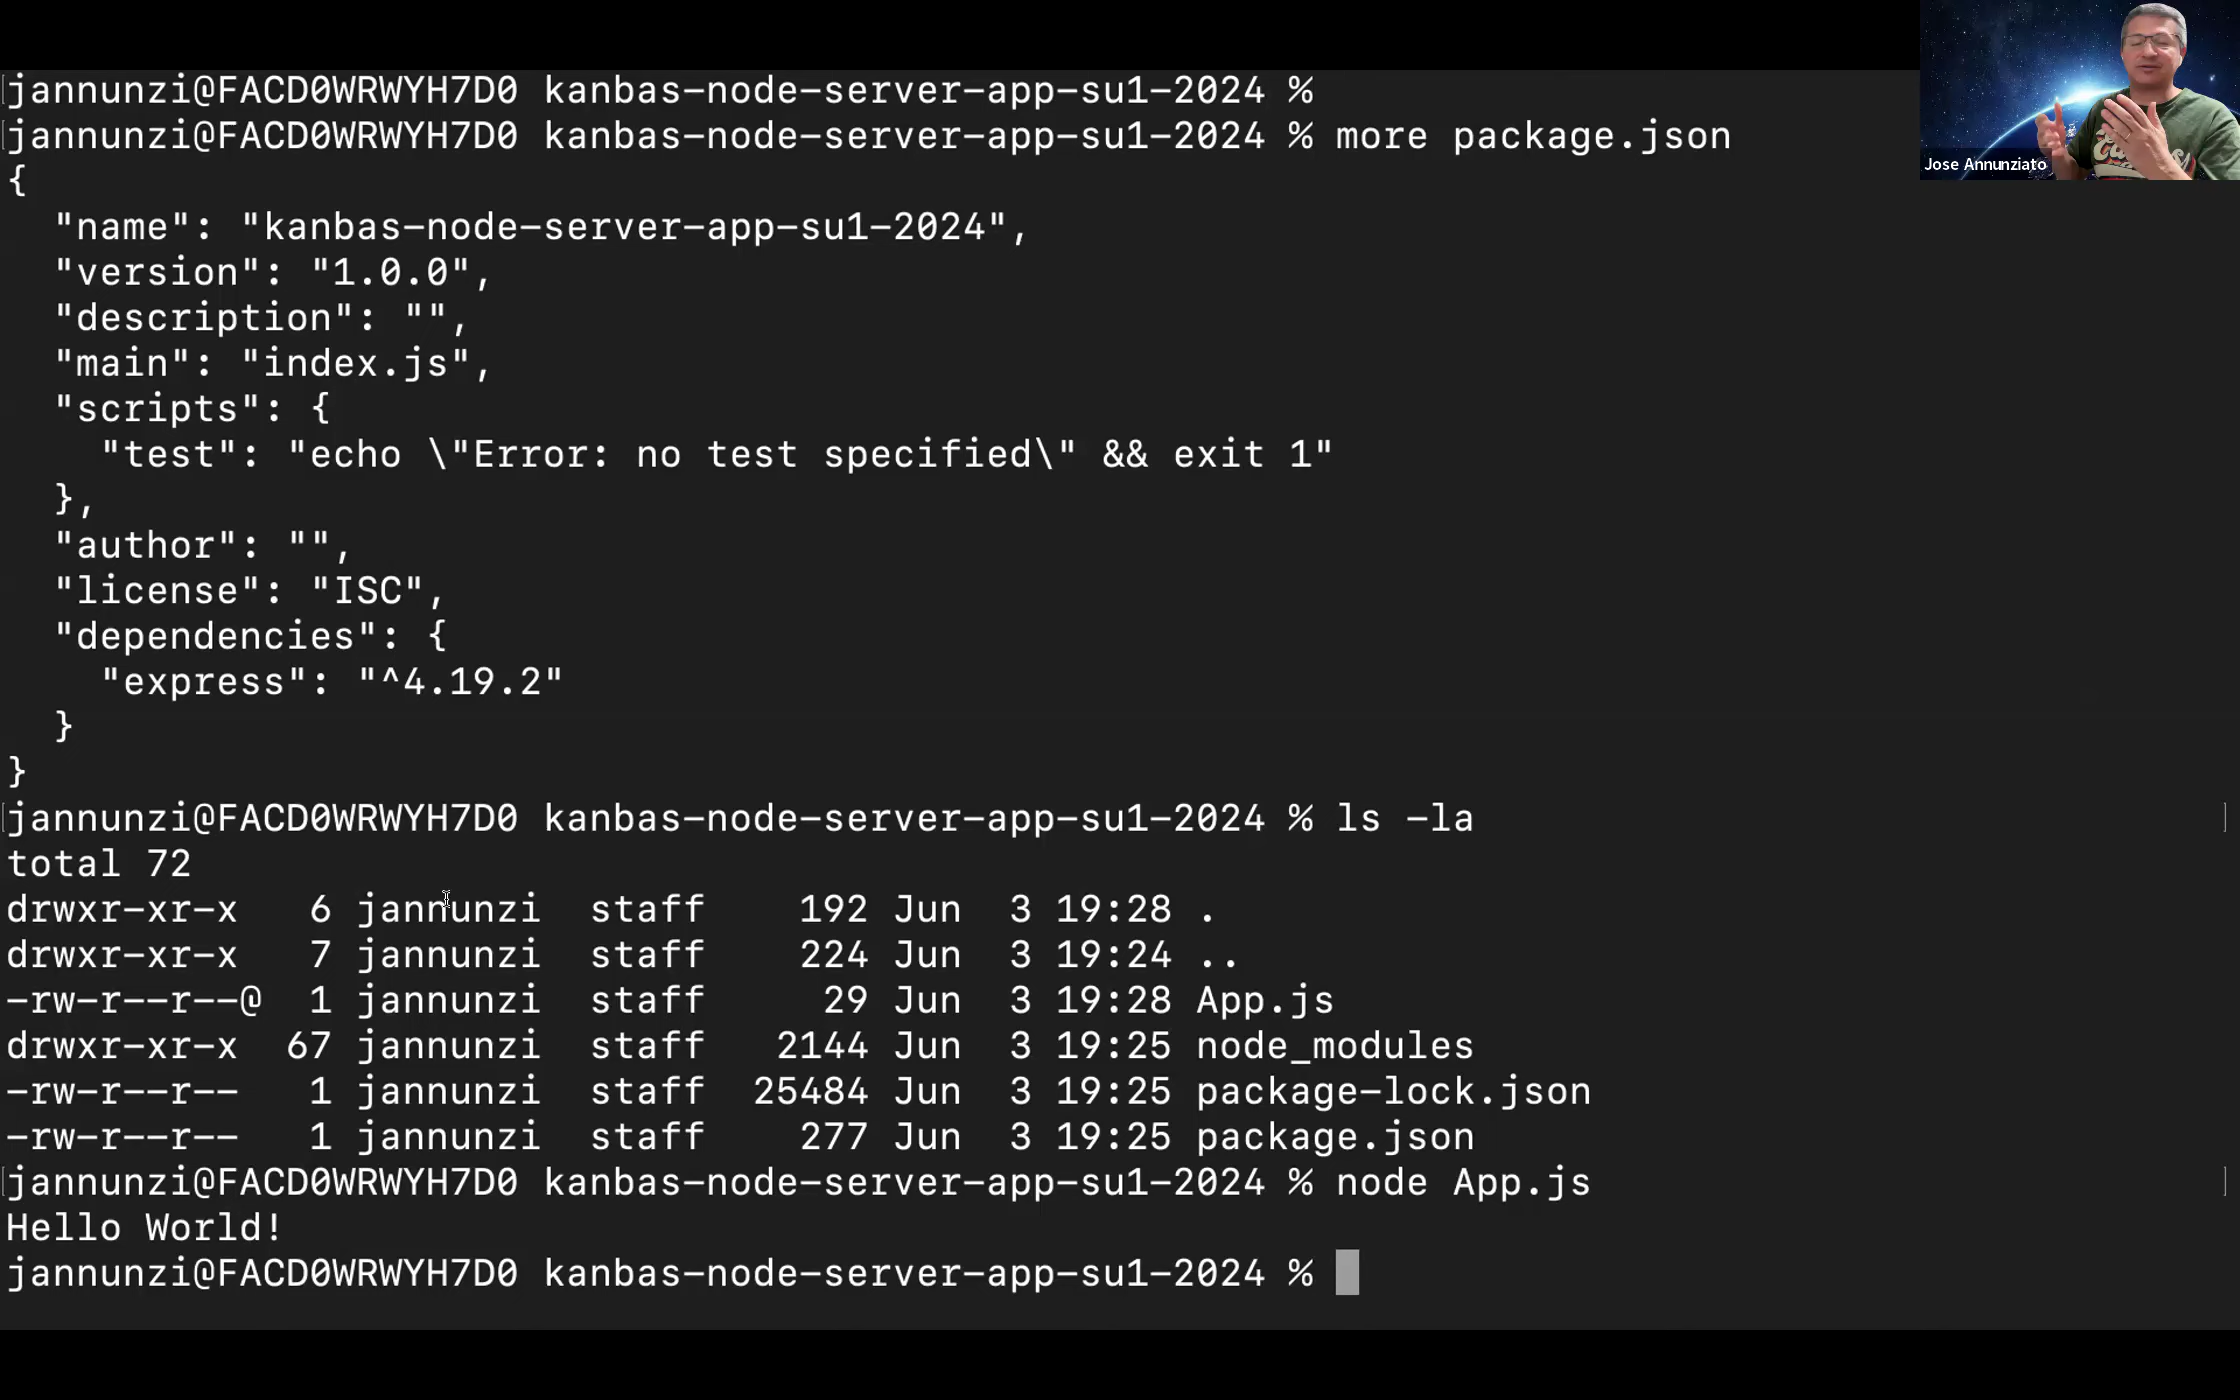 jannunzi@FACD0WRWYH7D0 kanbas-node-server-app-su1-2024 %
jannunzi@FACD0WRWYH7D0 kanbas-node-server-app-su1-2024 % more package.json
{
  "name": "kanbas-node-server-app-su1-2024",
  "version": "1.0.0",
  "description": "",
  "main": "index.js",
  "scripts": {
    "test": "echo \"Error: no test specified\" && exit 1"
  },
  "author": "",
  "license": "ISC",
  "dependencies": {
    "express": "^4.19.2"
  }
}
jannunzi@FACD0WRWYH7D0 kanbas-node-server-app-su1-2024 % ls -la
total 72
drwxr-xr-x   6 jannunzi  staff    192 Jun  3 19:28 .
drwxr-xr-x   7 jannunzi  staff    224 Jun  3 19:24 ..
-rw-r--r--@  1 jannunzi  staff     29 Jun  3 19:28 App.js
drwxr-xr-x  67 jannunzi  staff   2144 Jun  3 19:25 node_modules
-rw-r--r--   1 jannunzi  staff  25484 Jun  3 19:25 package-lock.json
-rw-r--r--   1 jannunzi  staff    277 Jun  3 19:25 package.json
jannunzi@FACD0WRWYH7D0 kanbas-node-server-app-su1-2024 % node App.js
Hello World!
jannunzi@FACD0WRWYH7D0 kanbas-node-server-app-su1-2024 %
Jose Annunziato